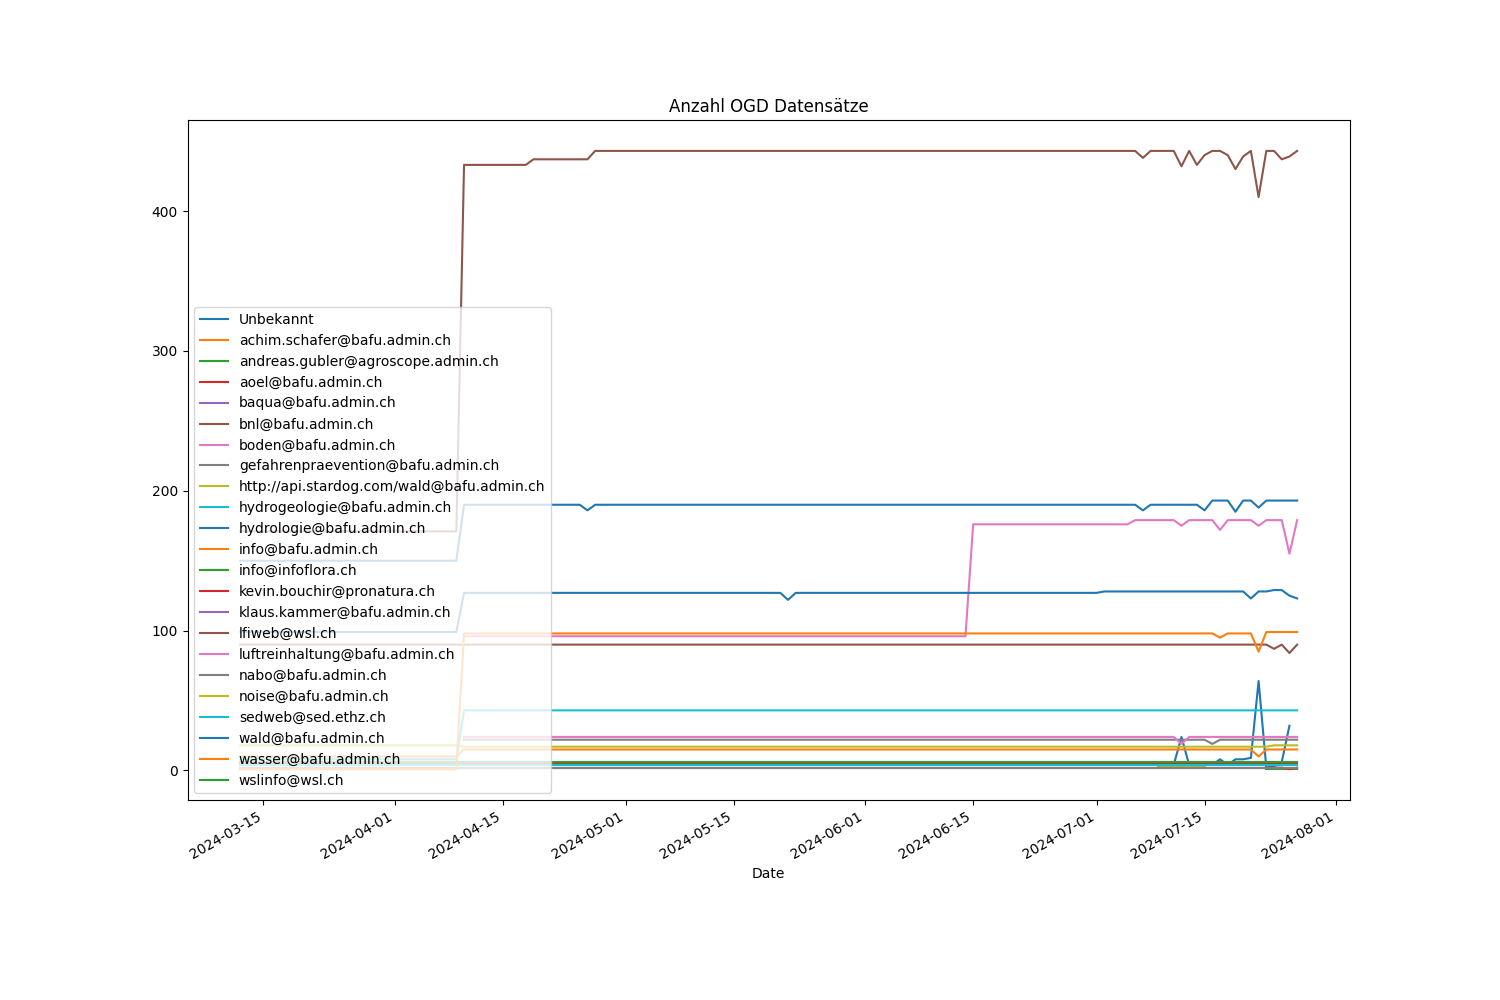 Anzahl OGD Datensätze
400
300
200
100
0
Unbekannt
achim.schafer@bafu.admin.ch
andreas.gubler@agroscope.admin.ch
aoel@bafu.admin.ch
baqua@bafu.admin.ch
bnl@bafu.admin.ch
boden@bafu.admin.ch
gefahrenpraevention@bafu.admin.ch
http://api.stardog.com/wald@bafu.admin.ch
hydrogeologie@bafu.admin.ch
hydrologie@bafu.admin.ch
info@bafu.admin.ch
info@infoflora.ch
kevin.bouchir@pronatura.ch
klaus.kammer@bafu.admin.ch
lfiweb@wsl.ch
luftreinhaltung@bafu.admin.ch
nabo@bafu.admin.ch
noise@bafu.admin.ch
sedweb@sed.ethz.ch
wald@bafu.admin.ch
wasser@bafu.admin.ch
wslinfo@wsl.ch
2024-03-15
2024-04-01
2024-04-15
2024-05-01
2024-05-15
2024-06-01
2024-06-15
2024-07-01
2024-07-15
2024-08-01
Date